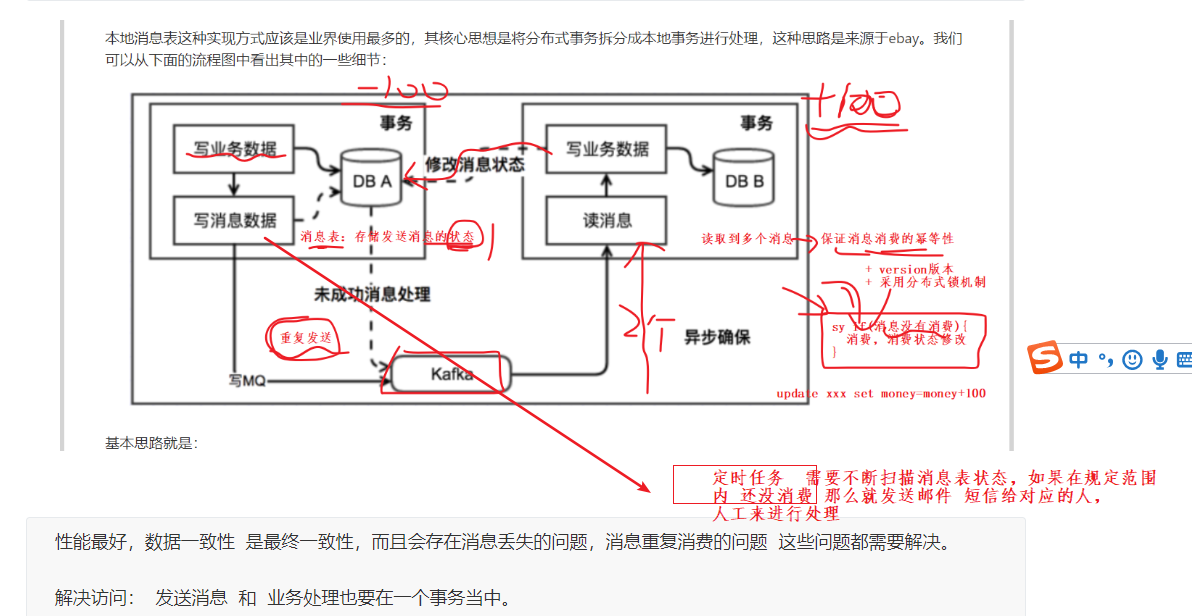 本地消息表这种实现方式应该是业界使用最多的，其核心思想是将分布式事务拆分成本地事务进行处理，这种思路是来源于ebay。我们
可以从下面的流程图中看出其中的一些细节：
-100
+100
事务
事务
写业务数据
写业务数据
修改消息状态
DB A
DB B
写消息数据
读消息
消息表：存储发送消息的状态
读取到多个消息
保证消息消费的幂等性
+ version版本
+ 采用分布式锁机制
未成功消息处理
2个
重复发送
异步确保
sy if(消息没有消费){
消费，消费状态修改
}
Kafka
写MQ
update xxx set money=money+100
基本思路就是：
定时任务 需要不断扫描消息表状态，如果在规定范围
内 还没消费 那么就发送邮件 短信给对应的人，
人工来进行处理
性能最好，数据一致性 是最终一致性，而且会存在消息丢失的问题，消息重复消费的问题 这些问题都需要解决。
解决访问： 发送消息 和 业务处理也要在一个事务当中。
S 中 °,